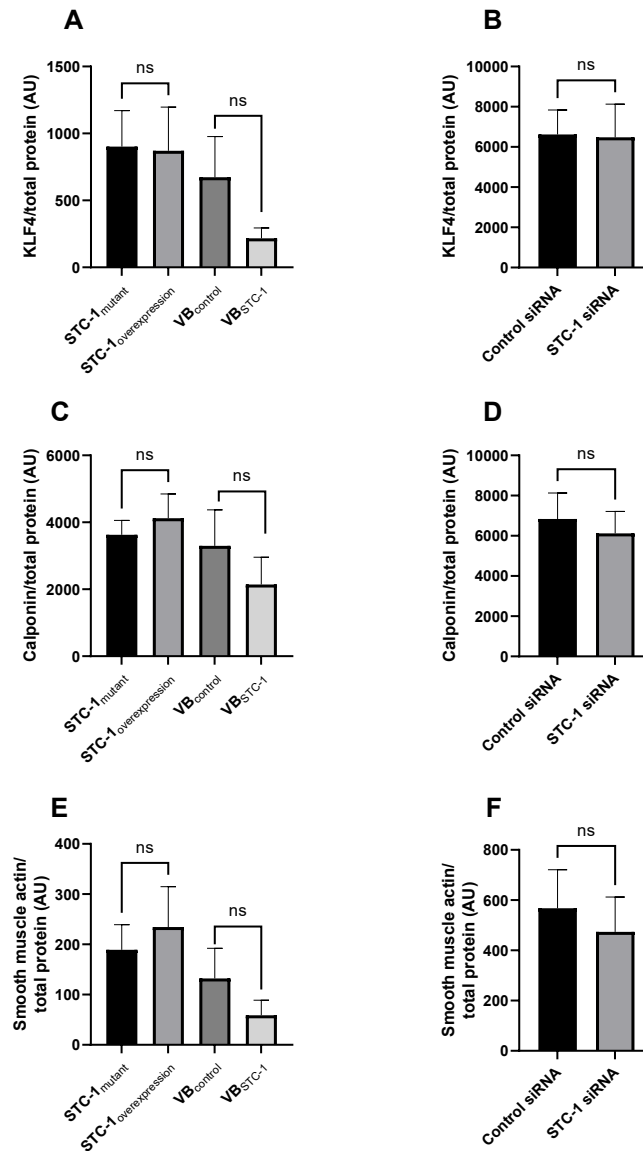 A
KLF4/total protein (AU)
1500
1000
500
0
ns
ns
STC-1mutant
STC-1overexpression
VBcontrol
VBSTC-1
B
KLF4/total protein (AU)
10000
8000
6000
4000
2000
0
ns
Control siRNA
STC-1 siRNA
C
Calponin/total protein (AU)
6000
4000
2000
0
ns
ns
STC-1mutant
STC-1overexpression
VBcontrol
VBSTC-1
D
Calponin/total protein (AU)
10000
8000
6000
4000
2000
0
ns
Control siRNA
STC-1 siRNA
E
Smooth muscle actin/
total protein (AU)
400
300
200
100
0
ns
ns
STC-1mutant
STC-1overexpression
VBcontrol
VBSTC-1
F
Smooth muscle actin/
total protein (AU)
800
600
400
200
0
ns
Control siRNA
STC-1 siRNA